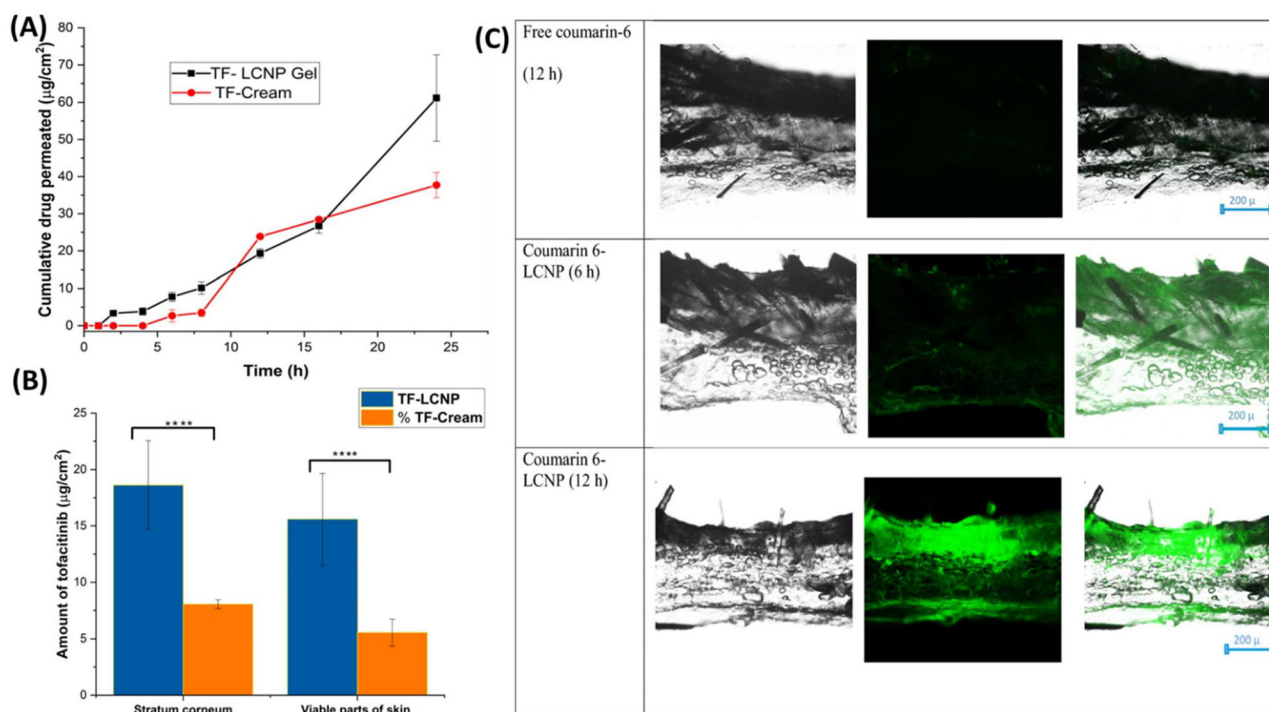 (A)
80
70
60
50
40
30
20
10
0
Cumulative drug permeated (µg/cm²)
TF- LCNP Gel
TF-Cream
0
5
10
15
20
25
Time (h)
(B)
25
20
15
10
5
0
Amount of tofacitinib (µg/cm²)
TF-LCNP
% TF-Cream
****
****
Stratum corneum
Viable parts of skin
(C)
Free coumarin-6
(12 h)
200 µ
Coumarin 6-
LCNP (6 h)
200 µ
Coumarin 6-
LCNP (12 h)
200 µ